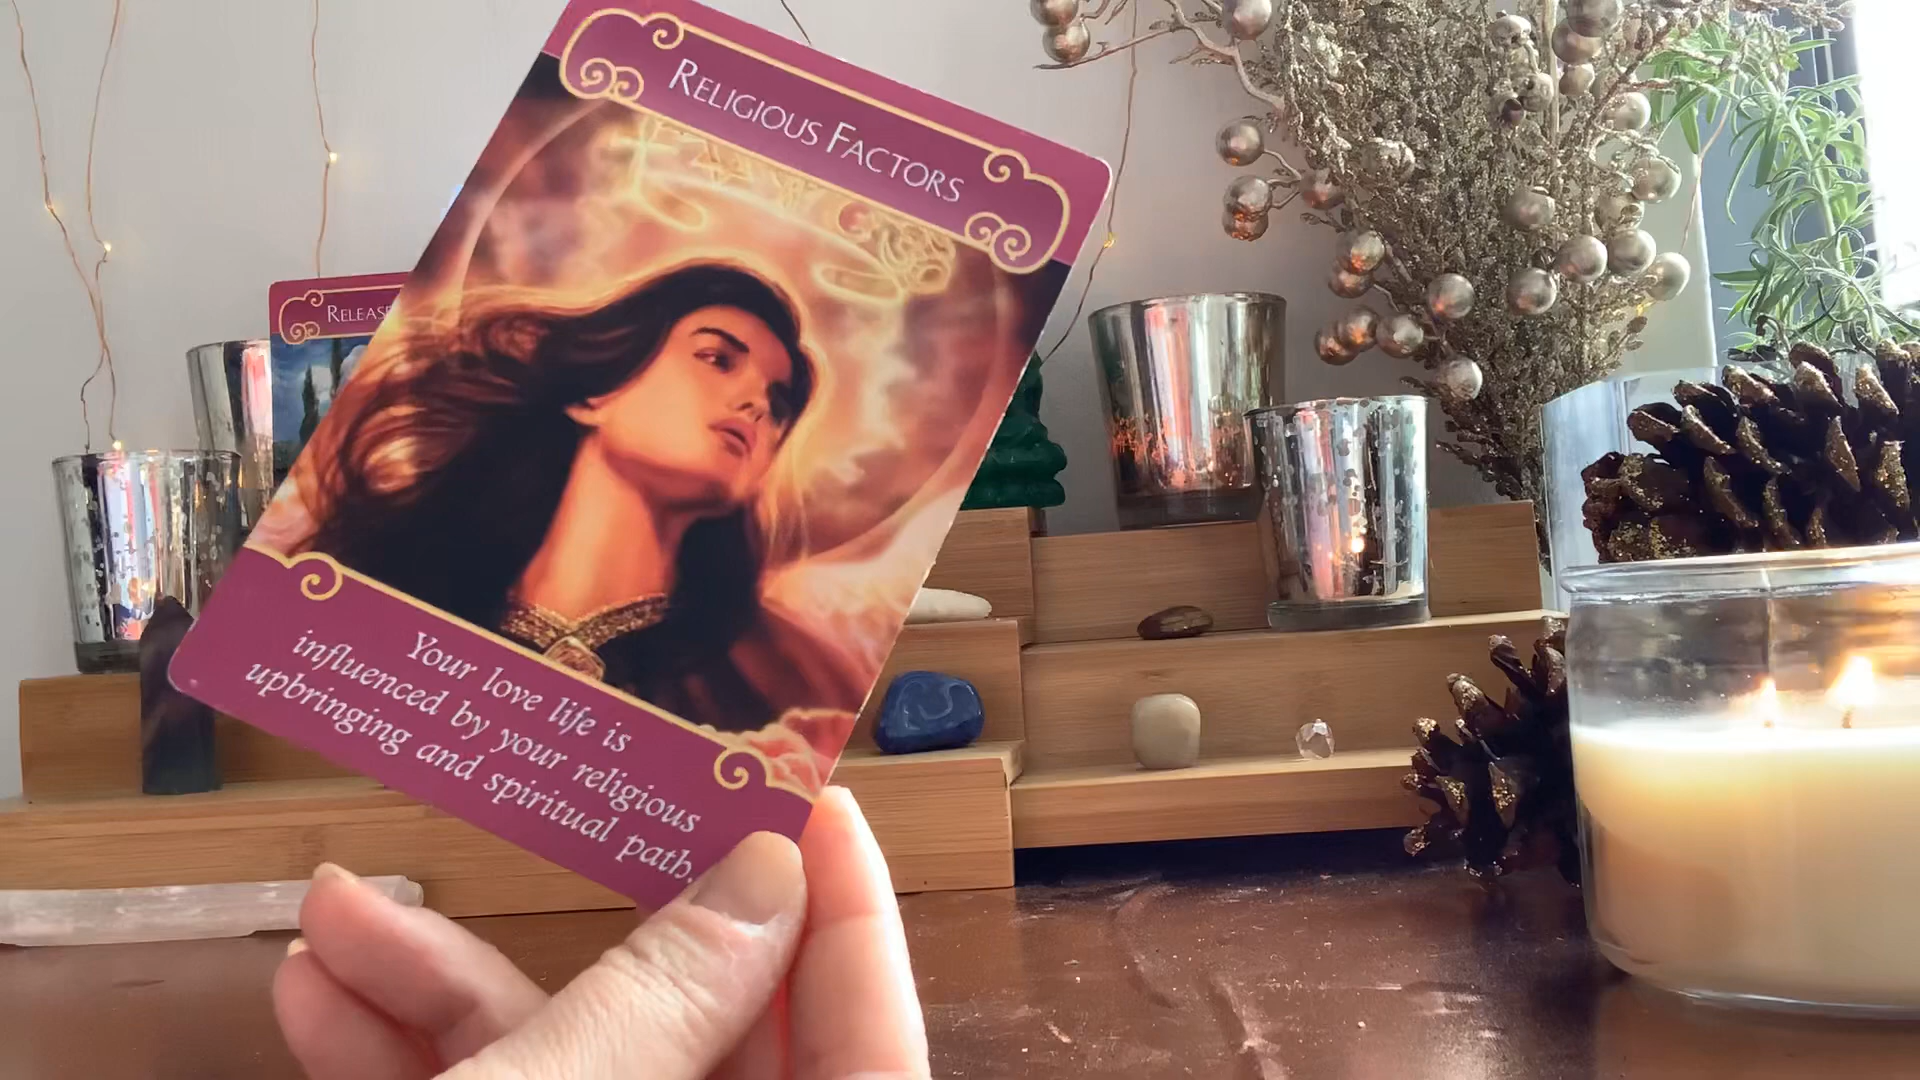 Religious Factors
Your love life is
influenced by your religious
upbringing and spiritual path.